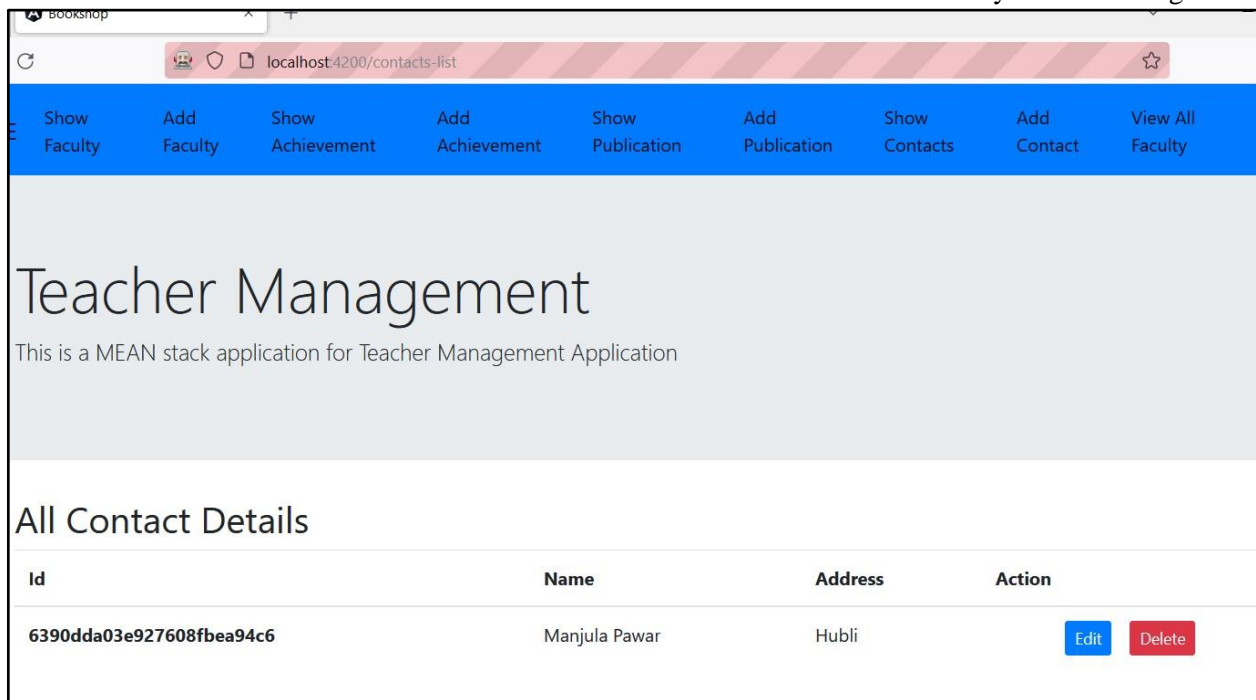 Bookshop
localhost:4200/contacts-list
Show Faculty
Add Faculty
Show Achievement
Add Achievement
Show Publication
Add Publication
Show Contacts
Add Contact
View All Faculty
Teacher Management
This is a MEAN stack application for Teacher Management Application
All Contact Details
Id Name Address Action
6390dda03e927608fbea94c6 Manjula Pawar Hubli Edit Delete